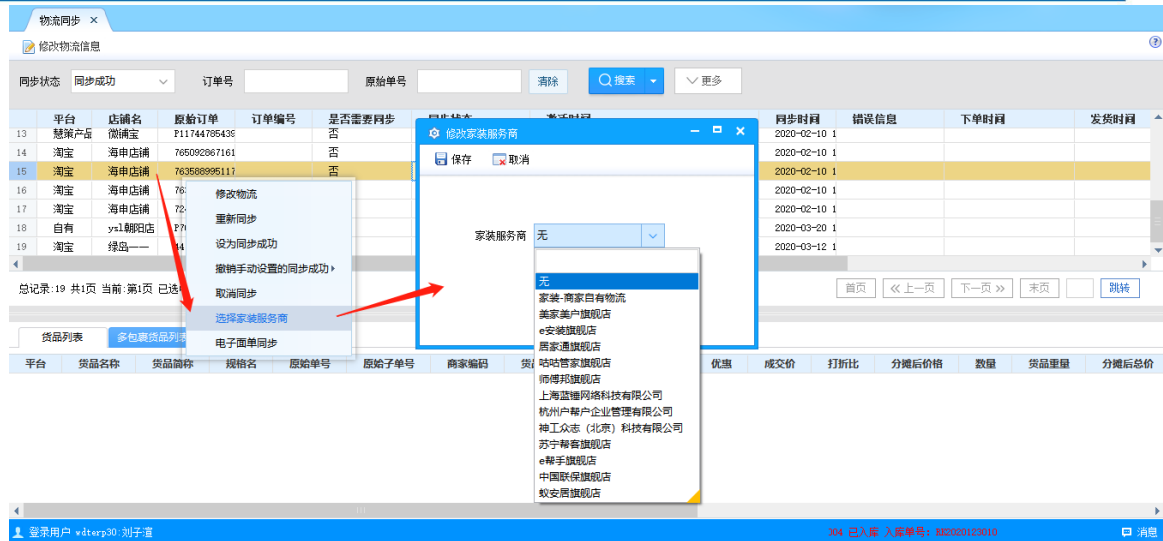 物流同步 ×
修改物流信息
同步状态 同步成功 订单号 原始单号 清除 搜索 更多
平台 店铺名 原始订单 订单编号 是否需要同步 同步时间 错误信息 下单时间 发货时间
13 慧策产品 微铺宝 P11744785439 否 2020-02-10 1
14 淘宝 海申店铺 765092867161 否 2020-02-10 1
15 淘宝 海申店铺 763588995117 否 2020-02-10 1
16 淘宝 海申店铺 2020-02-10 1
17 淘宝 海申店铺 2020-02-10 1
18 自有 ysl朝阳店 2020-03-20 1
19 淘宝 绿岛—— 2020-03-12 1
修改物流
重新同步
设为同步成功
撤销手动设置的同步成功
取消同步
选择家装服务商
电子面单同步
修改家装服务商
保存 取消
家装服务商 无
无
家装-商家自有物流
美家美户旗舰店
e安装旗舰店
居家通旗舰店
咕咕管家旗舰店
师傅邦旗舰店
上海蓝锤网络科技有限公司
杭州户帮户企业管理有限公司
神工众志（北京）科技有限公司
苏宁帮客旗舰店
e帮手旗舰店
中国联保旗舰店
蚁安居旗舰店
总记录:19 共1页 当前:第1页 已选 首页 上一页 下一页 末页 跳转
货品列表 多包裹货品列表
平台 货品名称 货品简称 规格名 原始单号 原始子单号 商家编码 优惠 成交价 打折比 分摊后价格 数量 货品重量 分摊后总价
登录用户 wdterp30:刘子渲 已入库 入库单号: 消息